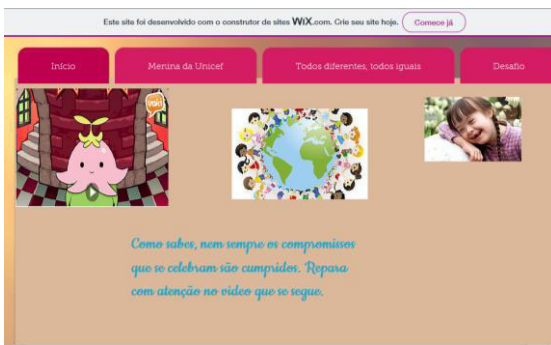 Este site foi desenvolvido com o construtor de sites WiX.com. Crie seu site hoje. Comece já
Início Menina da Unicef Todos diferentes, todos iguais Desafio
Voki
Como sabes, nem sempre os compromissos
que se celebram são cumpridos. Repara
com atenção no video que se segue.